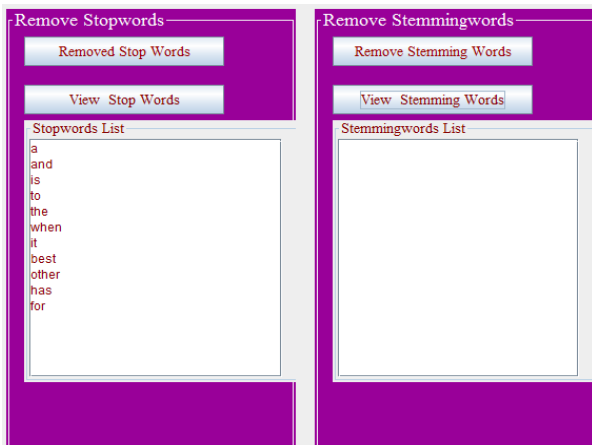 Remove Stopwords
Removed Stop Words
View Stop Words
Stopwords List
a
and
is
to
the
when
it
best
other
has
for
Remove Stemmingwords
Remove Stemming Words
View Stemming Words
Stemmingwords List